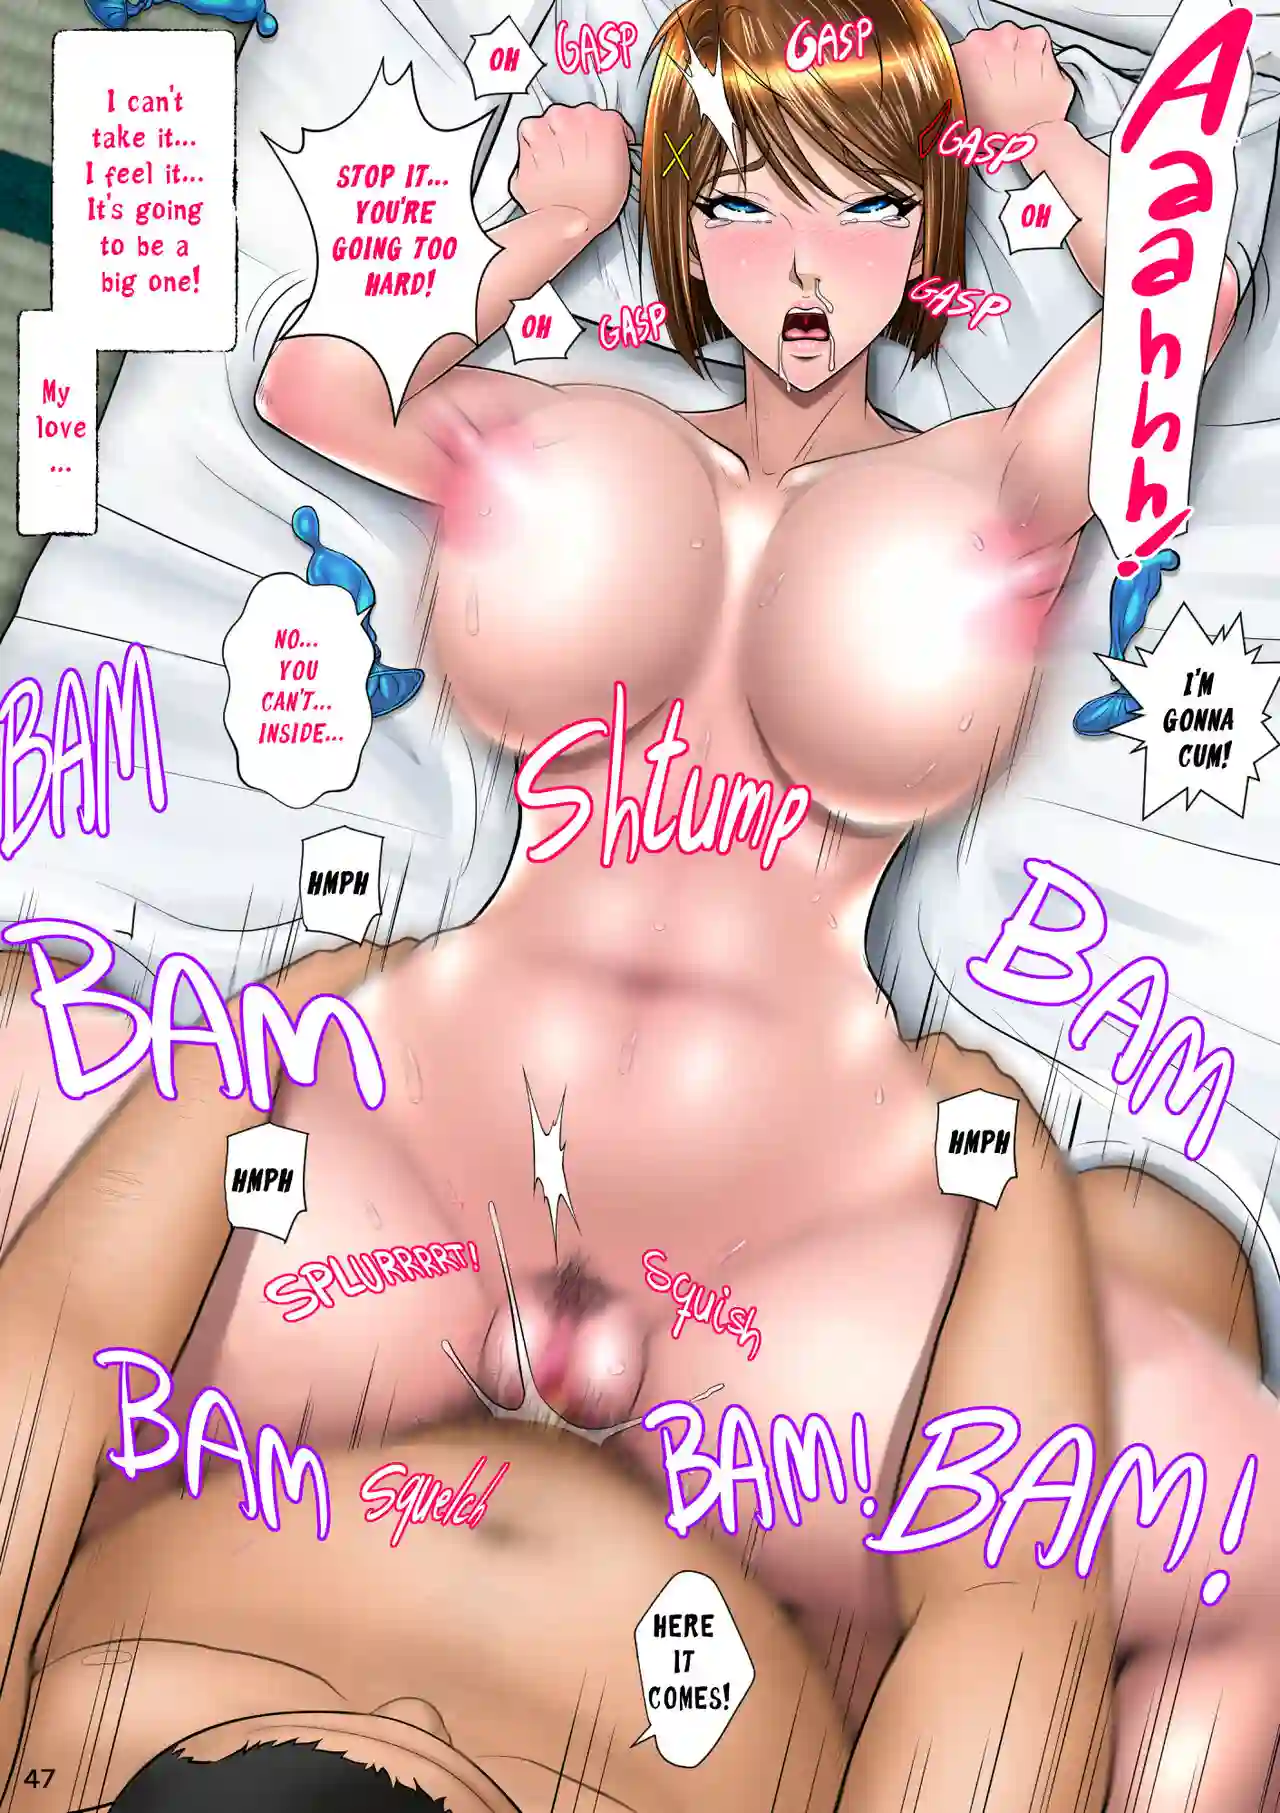 I can't
take it...
I feel it...
It's going
to be a
big one!
My
love
...
OH
GASP
GASP
STOP IT...
YOU'RE
GOING TOO
HARD!
GASP
OH
OH
GASP
GASP
Aaahhh!
NO...
YOU
CAN'T...
INSIDE...
I'M
GONNA
CUM!
BAM
Shtump
HMPH
BAM
BAM
HMPH
HMPH
SPLURRRRT!
Squish
BAM
Squelch
BAM!
BAM!
HERE
IT
COMES!
47